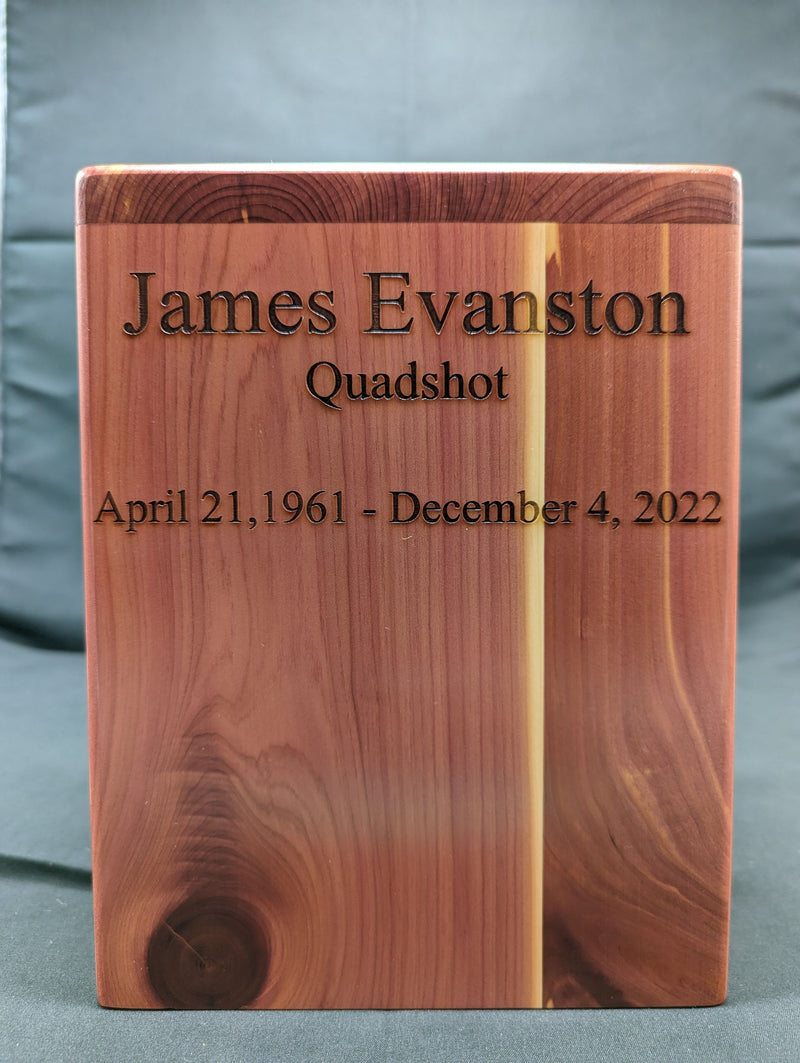 James Evanston
Quadshot
April 21,1961 - December 4, 2022